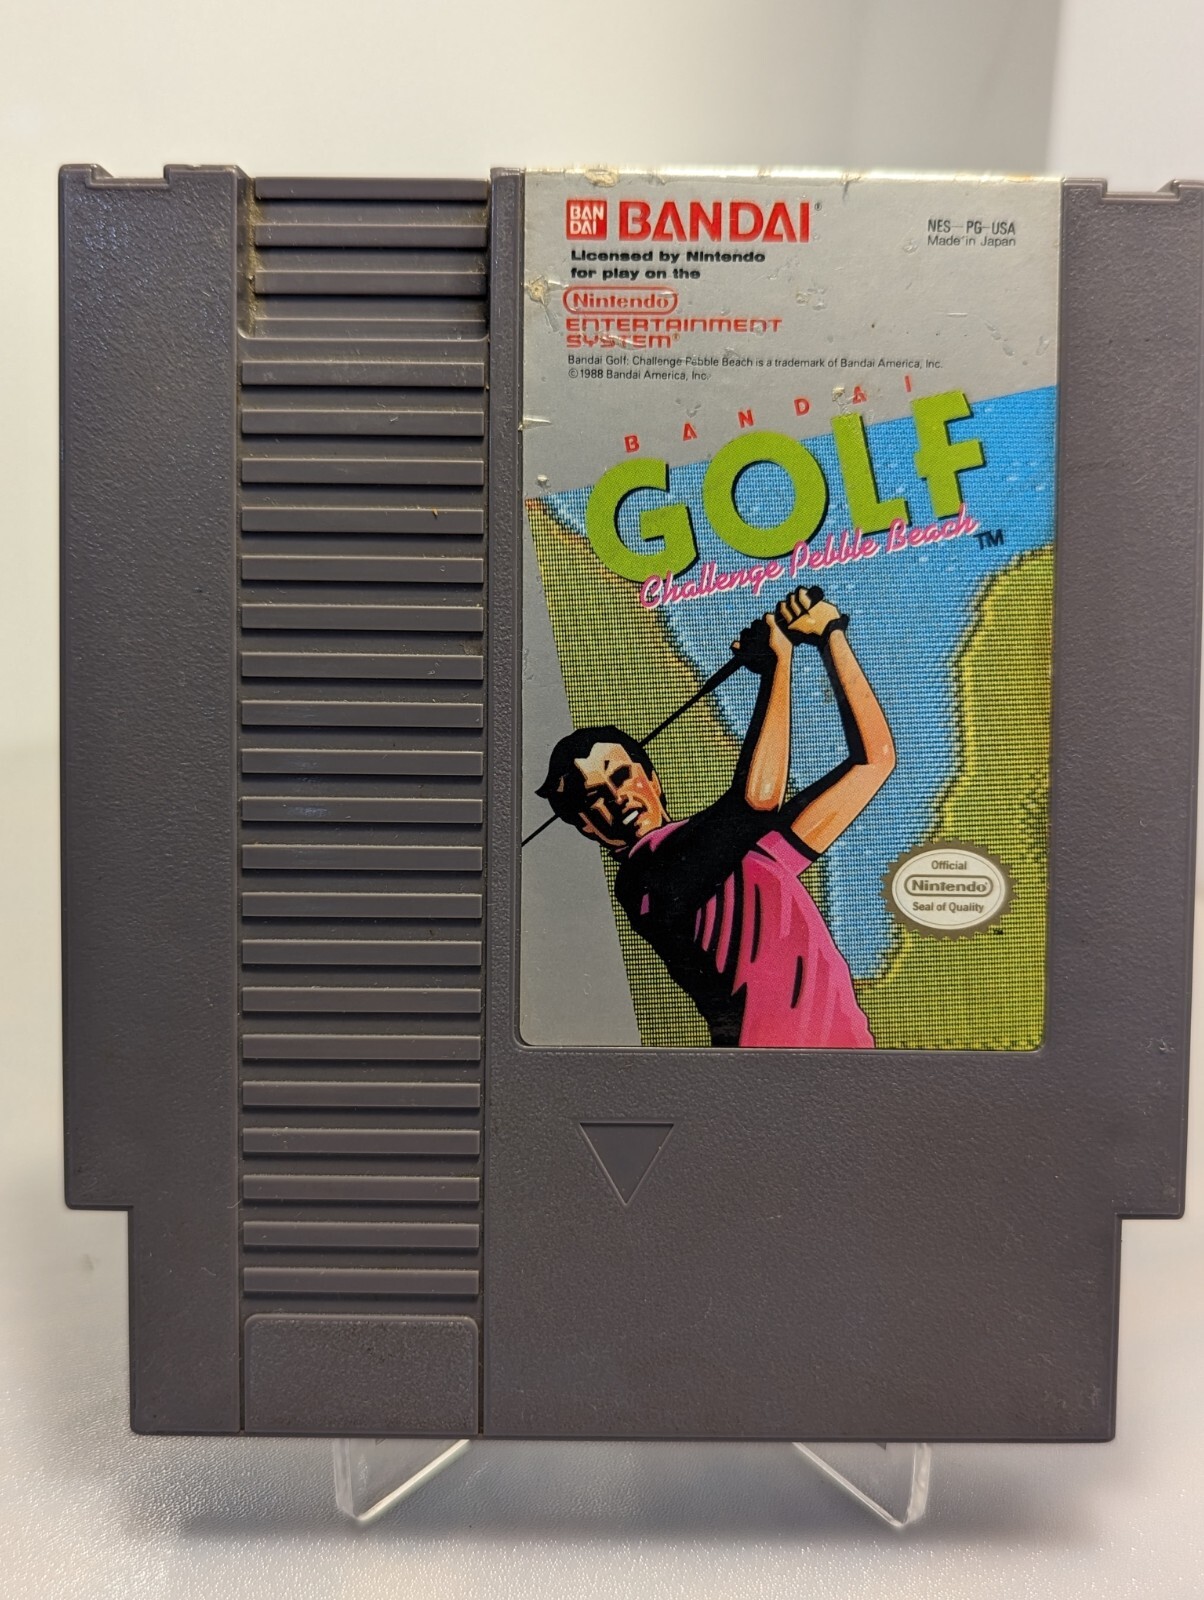 BAN
DAI
BANDAI®
NES-PG-USA
Made in Japan
Licensed by Nintendo
for play on the
Nintendo
ENTERTAINMENT
SYSTEM®
Bandai Golf: Challenge Pebble Beach is a trademark of Bandai America, Inc.
©1988 Bandai America, Inc.
BANDAI
GOLF
Challenge Pebble Beach TM
Official
Nintendo®
Seal of Quality
TM